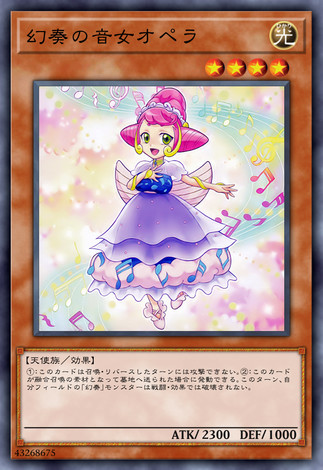 幻奏の音女オペラ
光
【天使族／効果】
①：このカードは召喚・リバースしたターンには攻撃できない。②：このカード
が融合召喚の素材となって墓地へ送られた場合に発動できる。このターン、自
分フィールドの「幻奏」モンスターは戦闘・効果では破壊されない。
ATK/ 2300 DEF/1000
43268675